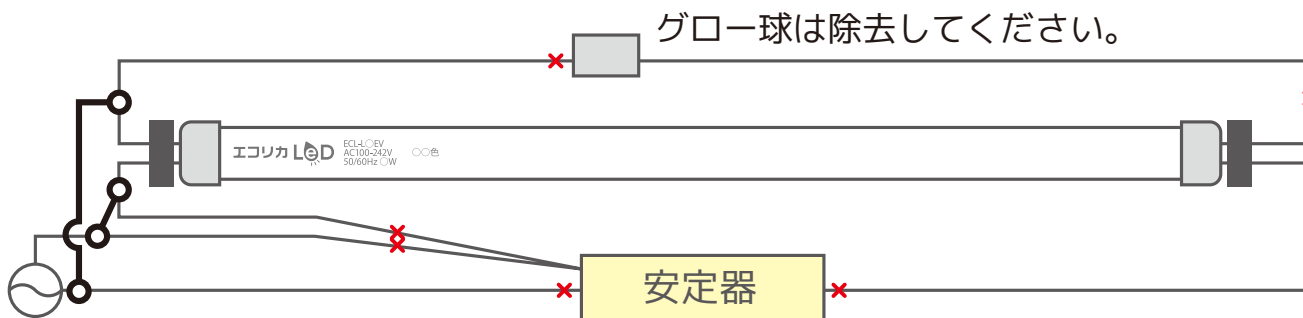 グロー球は除去してください。
エコリカ LeD
ECL-L○EV
AC100-242V
50/60Hz ○W
○○色
安定器